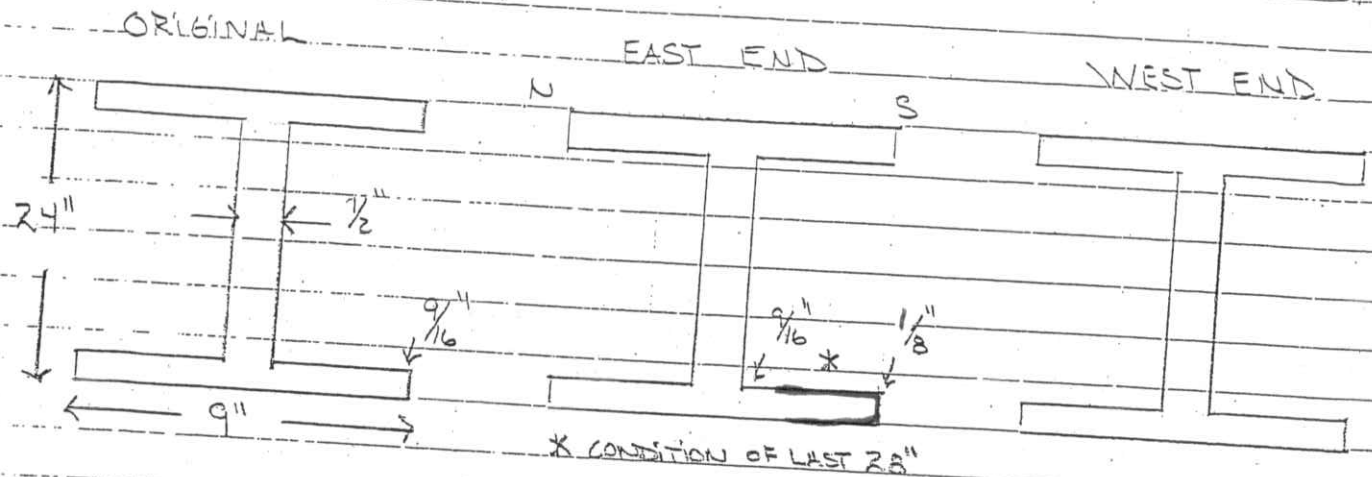 ORIGINAL
EAST END
WEST END
N
S
24"
1/2"
9/16"
9"
9/16"
*
1/8"
* CONDITION OF LAST 28"